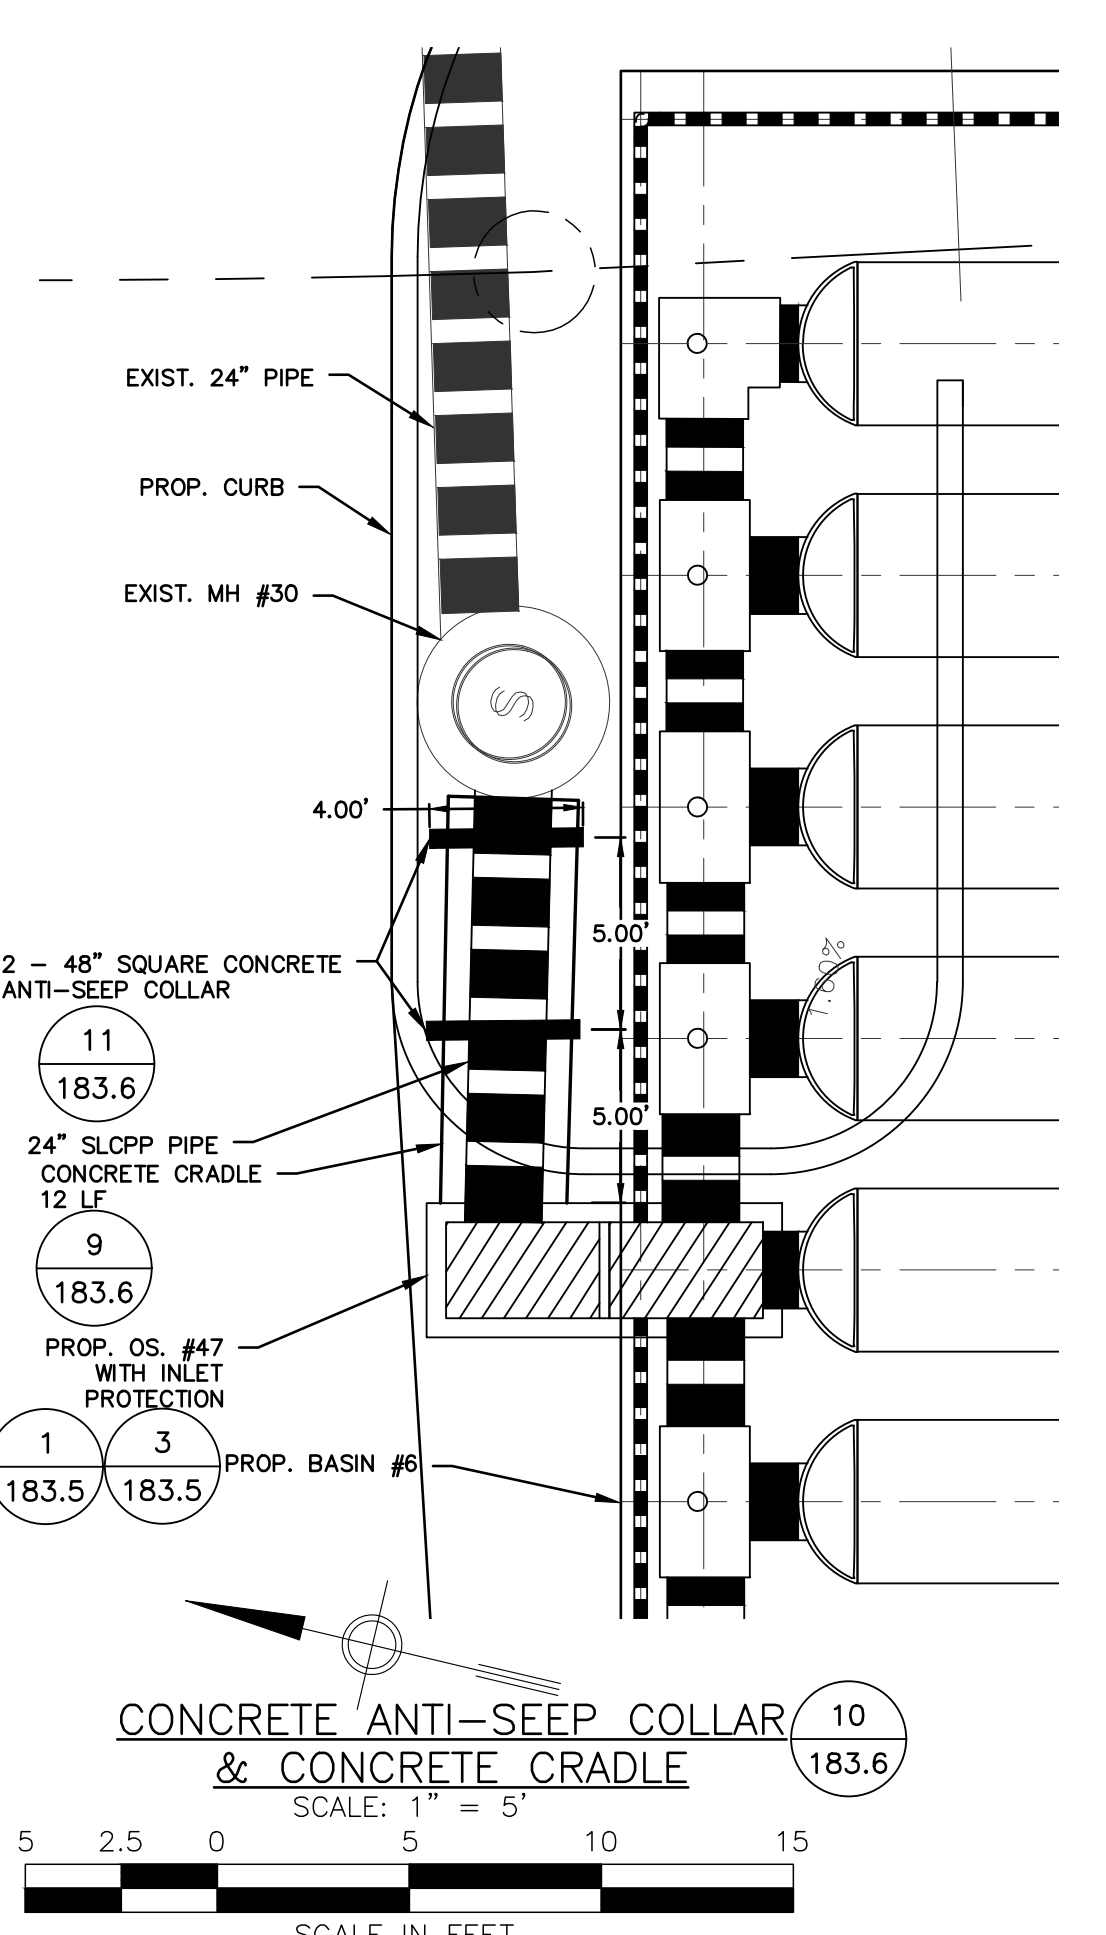 EXIST. 24” PIPE
PROP. CURB
EXIST. MH #30
S
4.00'
5.00'
2 – 48” SQUARE CONCRETE
ANTI–SEEP COLLAR
11
183.6
5.00'
24” SLCPP PIPE
CONCRETE CRADLE
12 LF
9
183.6
PROP. OS. #47
WITH INLET
PROTECTION
1
183.5
3
183.5
PROP. BASIN #6
CONCRETE ANTI–SEEP COLLAR
& CONCRETE CRADLE
10
183.6
SCALE: 1” = 5'
5 2.5 0 5 10 15
SCALE IN FEET